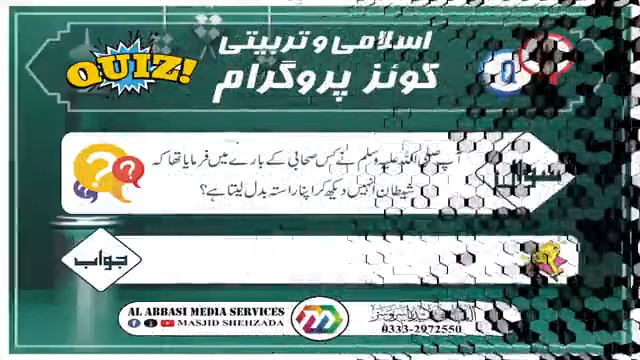 اسلامی و تربیتی
کوئز پروگرام
QUIZ!
Q
سوال
آپ صلی اللہ علیہ وسلم نے کس صحابی کے بارے میں فرمایا تھا کہ
شیطان انہیں دیکھ کر اپنا راستہ بدل لیتا ہے؟
جواب
AL ABBASI MEDIA SERVICES
MASJID SHEHZADA
0333-2972550